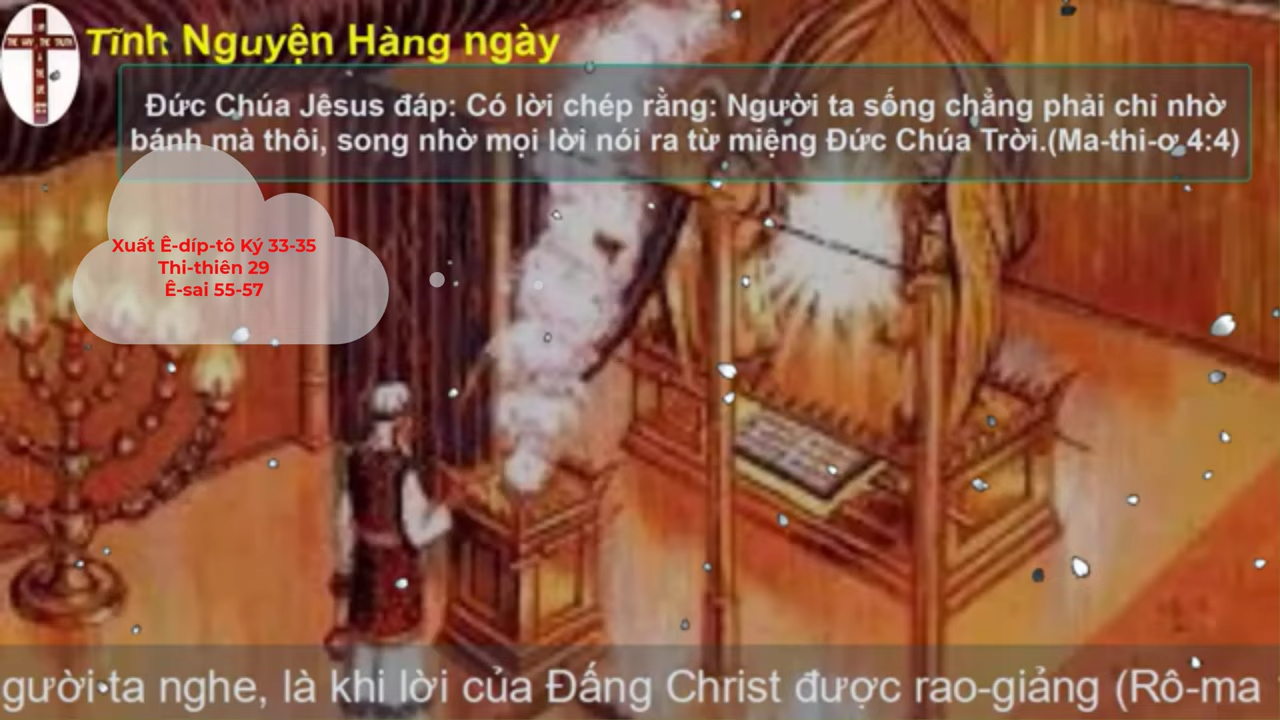 Tĩnh Nguyện Hàng ngày
Đức Chúa Jêsus đáp: Có lời chép rằng: Người ta sống chẳng phải chỉ nhờ
bánh mà thôi, song nhờ mọi lời nói ra từ miệng Đức Chúa Trời.(Ma-thi-ơ 4:4)
Xuất Ê-díp-tô Ký 33-35
Thi-thiên 29
Ê-sai 55-57
gười ta nghe, là khi lời của Đấng Christ được rao-giảng (Rô-ma